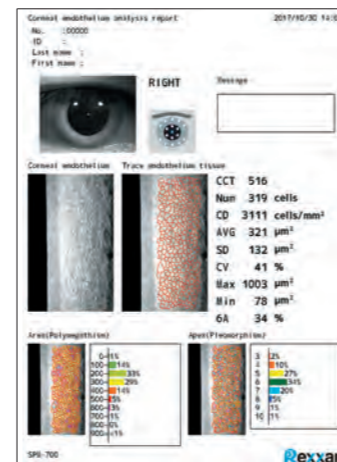 Corneal endothelium analysis report 2017/10/30
No. :00000
ID :
Last name :
First name :
RIGHT
Message
Corneal endothelium Trace endothelium tissue
CCT 516
Num 319 cells
CD 3111 cells/mm²
AVG 321 µm²
SD 132 µm²
CV 41 %
Max 1003 µm²
Min 78 µm²
6A 34 %
Area(Polymegathism) Apex(Pleomorphism)
0 1%
100 14%
200 33%
300 29%
400 14%
500 5%
600 3%
700 1%
800 0%
900 <1%
3 2%
4 10%
5 27%
6 34%
7 20%
8 5%
9 1%
10 1%
SPR-700
Rexxam